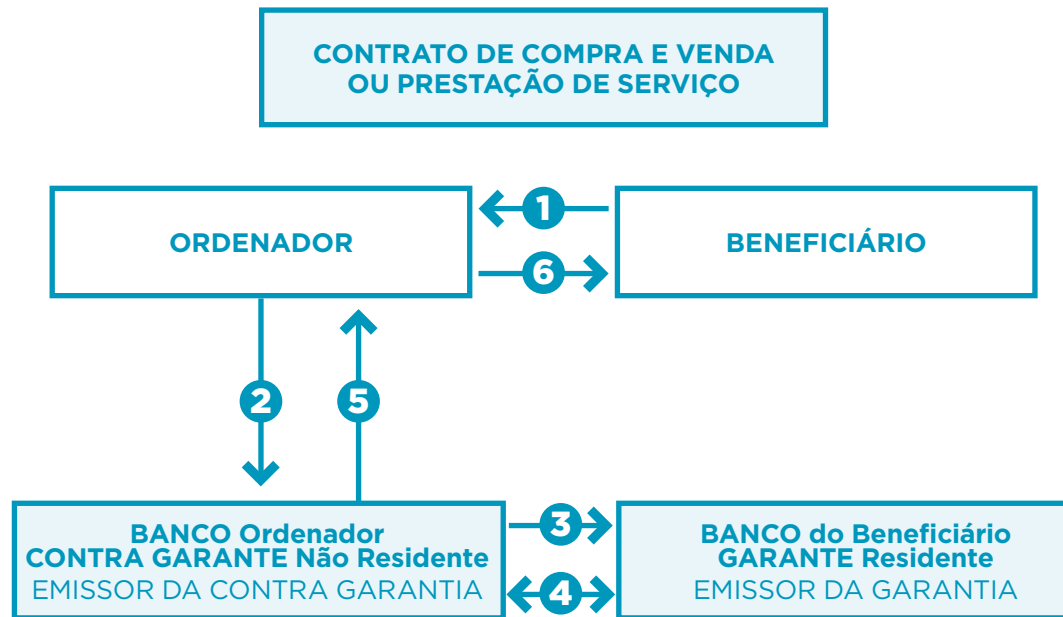 CONTRATO DE COMPRA E VENDA
OU PRESTAÇÃO DE SERVIÇO
ORDENADOR
1
BENEFICIÁRIO
6
2
5
BANCO Ordenador
CONTRA GARANTE Não Residente
EMISSOR DA CONTRA GARANTIA
3
4
BANCO do Beneficiário
GARANTE Residente
EMISSOR DA GARANTIA